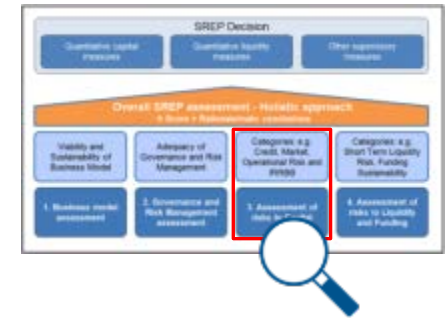 SREP Decision
Quantitative capital
measures
Quantitative liquidity
measures
Other supervisory
measures
Overall SREP assessment - Holistic approach
Viability and
Sustainability of
Business Model
Adequacy of
Governance and Risk
Management
Categories: e.g.
Credit, Market,
Operational Risk and
IRRBB
Categories: e.g.
Short Term Liquidity
Risk, Funding
Sustainability
1. Business model
assessment
2. Governance and
Risk Management
assessment
3. Assessment of
risks to Capital
4. Assessment of
risks to Liquidity
and Funding